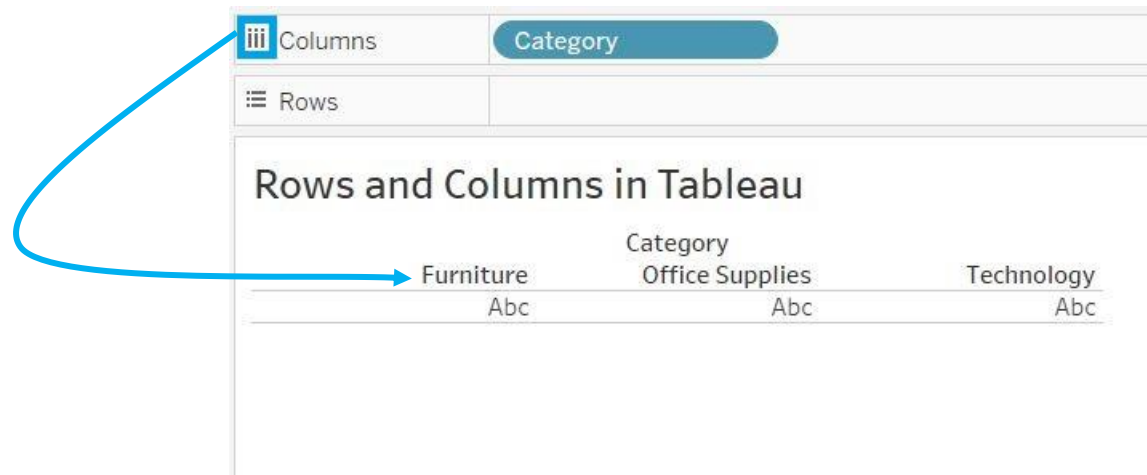 Columns Category
Rows
Rows and Columns in Tableau
Category
Furniture Office Supplies Technology
Abc Abc Abc